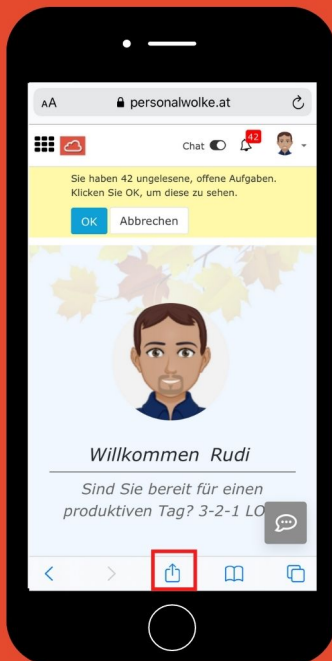 AA
personalwolke.at
Chat
42
Sie haben 42 ungelesene, offene Aufgaben.
Klicken Sie OK, um diese zu sehen.
OK
Abbrechen
Willkommen Rudi
Sind Sie bereit für einen
produktiven Tag? 3-2-1 LO